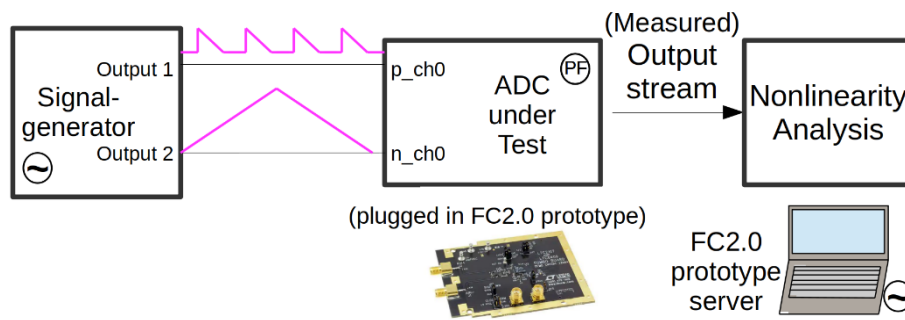 Signal-
generator
~
Output 1
Output 2
p_ch0
n_ch0
ADC
under
Test
PF
(Measured)
Output
stream
Nonlinearity
Analysis
(plugged in FC2.0 prototype)
FC2.0
prototype
server
~